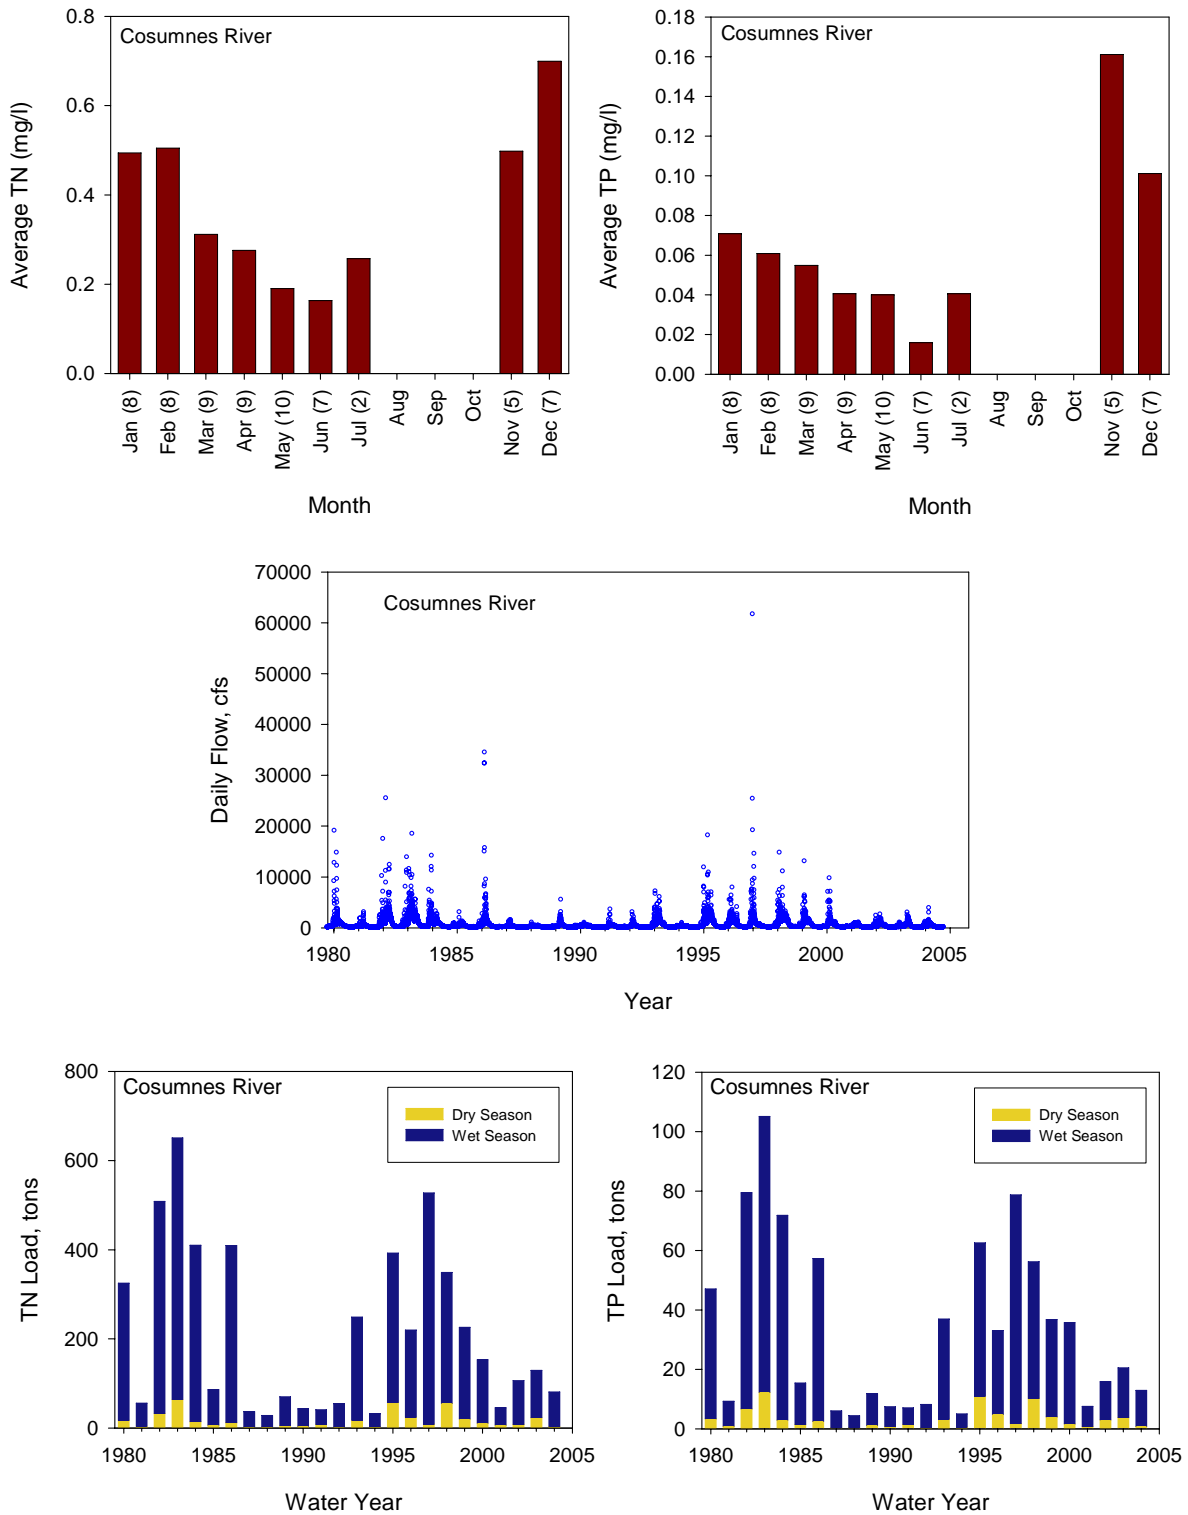 Cosumnes River
Average TN (mg/l)
0.8
0.6
0.4
0.2
0.0
Jan (8)
Feb (8)
Mar (9)
Apr (9)
May (10)
Jun (7)
Jul (2)
Aug
Sep
Oct
Nov (5)
Dec (7)
Month
Cosumnes River
Average TP (mg/l)
0.18
0.16
0.14
0.12
0.10
0.08
0.06
0.04
0.02
0.00
Jan (8)
Feb (8)
Mar (9)
Apr (9)
May (10)
Jun (7)
Jul (2)
Aug
Sep
Oct
Nov (5)
Dec (7)
Month
Cosumnes River
Daily Flow, cfs
70000
60000
50000
40000
30000
20000
10000
0
1980 1985 1990 1995 2000 2005
Year
Cosumnes River
Dry Season
Wet Season
TN Load, tons
800
600
400
200
0
1980 1985 1990 1995 2000 2005
Water Year
Cosumnes River
Dry Season
Wet Season
TP Load, tons
120
100
80
60
40
20
0
1980 1985 1990 1995 2000 2005
Water Year